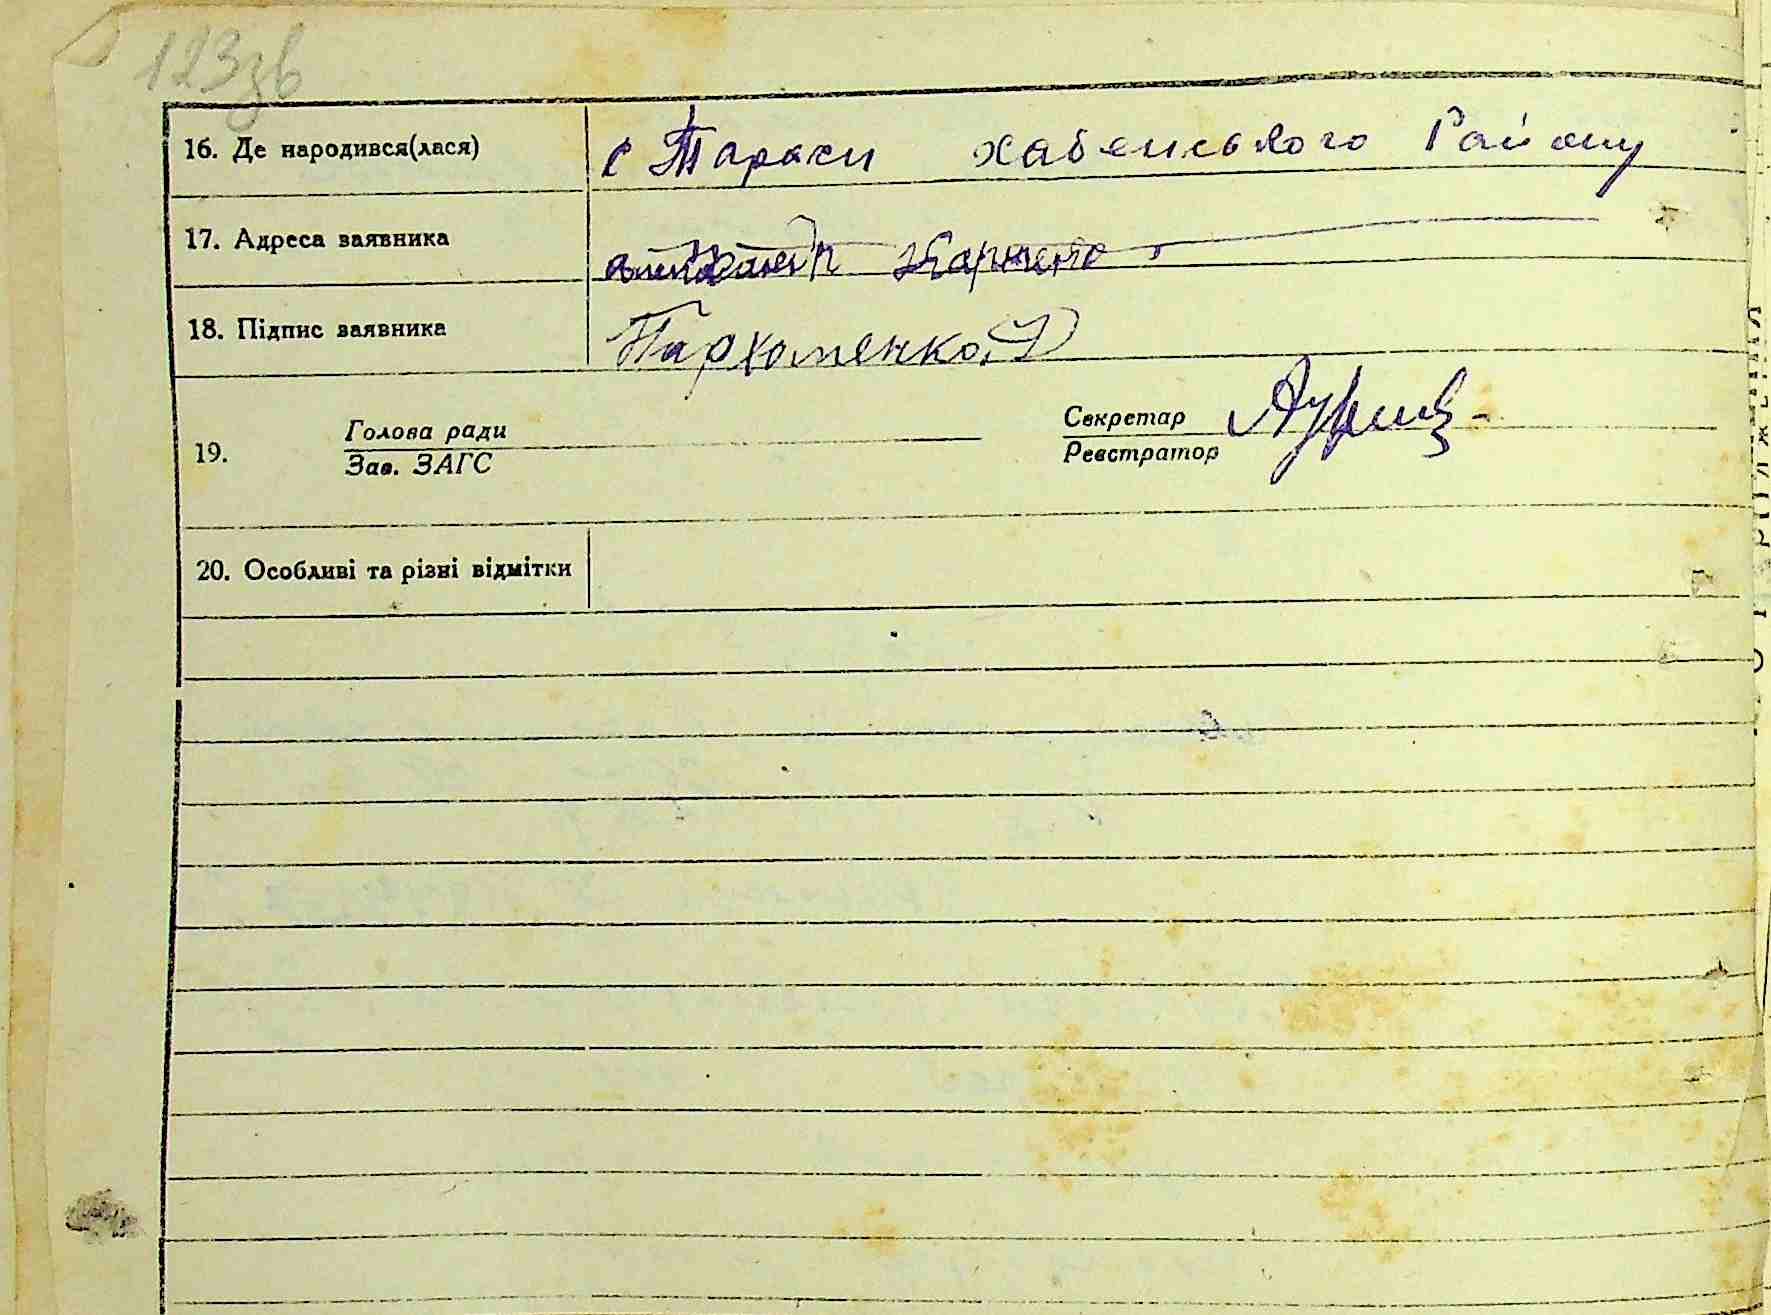 123зв
16. Де народився(лася) с Тараси хабенського Району
17. Адреса заявника
18. Підпис заявника Пархоменко
19. Голова ради
Зав. ЗАГС
Секретар
Реєстратор
20. Особливі та різні відмітки